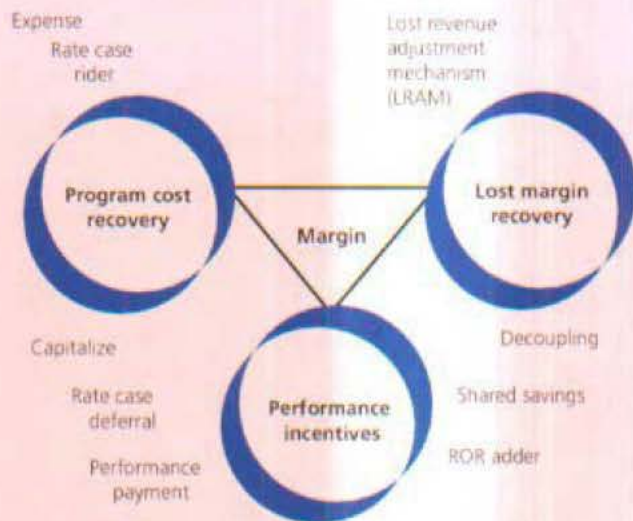 Expense
Rate case
rider
Lost revenue
adjustment
mechanism
(LRAM)
Program cost
recovery
Margin
Lost margin
recovery
Capitalize
Rate case
deferral
Performance
payment
Performance
incentives
Decoupling
Shared savings
ROR adder